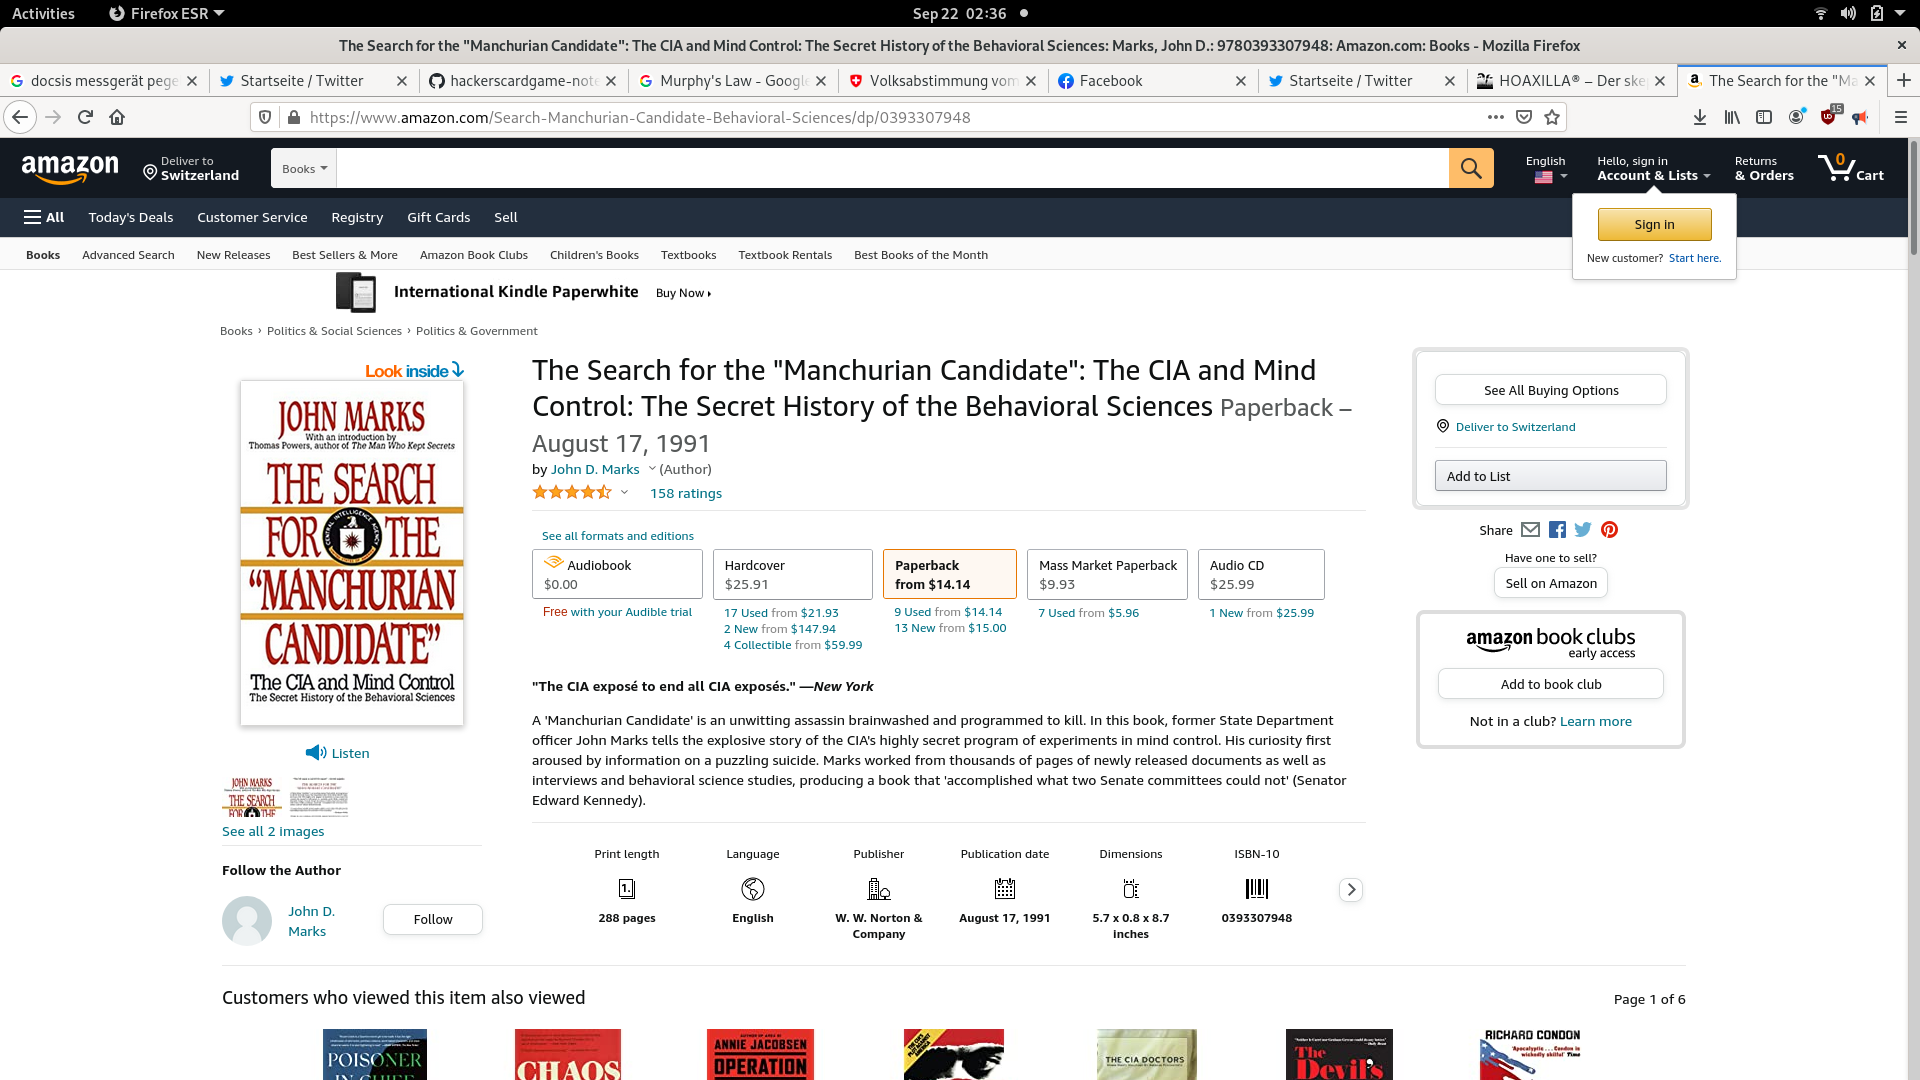 Activities
Firefox ESR
Sep 22 02:36
The Search for the "Manchurian Candidate": The CIA and Mind Control: The Secret History of the Behavioral Sciences: Marks, John D.: 9780393307948: Amazon.com: Books - Mozilla Firefox
docsis messgerät pege
Startseite / Twitter
hackerscardgame-note
Murphy's Law - Google
Volksabstimmung vom
Facebook
Startseite / Twitter
HOAXILLA® – Der ske
The Search for the "Ma
https://www.amazon.com/Search-Manchurian-Candidate-Behavioral-Sciences/dp/0393307948
15
amazon
Deliver to
Switzerland
Books
English
Hello, sign in
Account & Lists
Returns
& Orders
0
Cart
All
Today's Deals
Customer Service
Registry
Gift Cards
Sell
Sign in
New customer? Start here.
Books
Advanced Search
New Releases
Best Sellers & More
Amazon Book Clubs
Children's Books
Textbooks
Textbook Rentals
Best Books of the Month
International Kindle Paperwhite
Buy Now
Books › Politics & Social Sciences › Politics & Government
Look inside
JOHN MARKS
With an introduction by
Thomas Powers, author of The Man Who Kept Secrets
THE SEARCH
FOR THE
"MANCHURIAN
CANDIDATE"
The CIA and Mind Control
The Secret History of the Behavioral Sciences
Listen
See all 2 images
Follow the Author
John D.
Marks
Follow
The Search for the "Manchurian Candidate": The CIA and Mind
Control: The Secret History of the Behavioral Sciences Paperback –
August 17, 1991
by John D. Marks (Author)
158 ratings
See all formats and editions
Audiobook
$0.00
Free with your Audible trial
Hardcover
$25.91
17 Used from $21.93
2 New from $147.94
4 Collectible from $59.99
Paperback
from $14.14
9 Used from $14.14
13 New from $15.00
Mass Market Paperback
$9.93
7 Used from $5.96
Audio CD
$25.99
1 New from $25.99
"The CIA exposé to end all CIA exposés." —New York
A 'Manchurian Candidate' is an unwitting assassin brainwashed and programmed to kill. In this book, former State Department
officer John Marks tells the explosive story of the CIA's highly secret program of experiments in mind control. His curiosity first
aroused by information on a puzzling suicide. Marks worked from thousands of pages of newly released documents as well as
interviews and behavioral science studies, producing a book that 'accomplished what two Senate committees could not' (Senator
Edward Kennedy).
Print length
288 pages
Language
English
Publisher
W. W. Norton &
Company
Publication date
August 17, 1991
Dimensions
5.7 x 0.8 x 8.7
inches
ISBN-10
0393307948
See All Buying Options
Deliver to Switzerland
Add to List
Share
Have one to sell?
Sell on Amazon
amazon book clubs
early access
Add to book club
Not in a club? Learn more
Customers who viewed this item also viewed
Page 1 of 6
POISONER
IN CHIEF
CHAOS
ANNIE JACOBSEN
OPERATION
THE CIA DOCTORS
The
Devil's
RICHARD CONDON